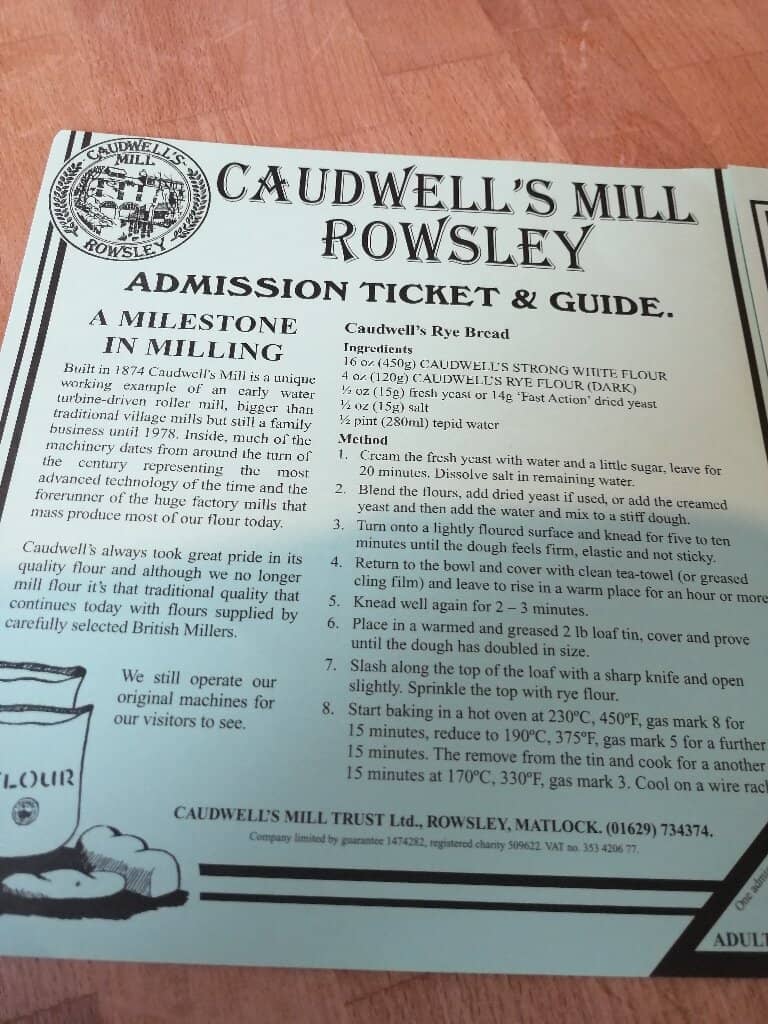 CAUDWELL'S MILL
ROWSLEY
CAUDWELL'S MILL
ROWSLEY
ADMISSION TICKET & GUIDE.
A MILESTONE
IN MILLING
Built in 1874 Caudwell's Mill is a unique
working example of an early water
turbine-driven roller mill, bigger than
traditional village mills but still a family
business until 1978. Inside, much of the
machinery dates from around the turn of
the century representing the most
advanced technology of the time and the
forerunner of the huge factory mills that
mass produce most of our flour today.
Caudwell's always took great pride in its
quality flour and although we no longer
mill flour it's that traditional quality that
continues today with flours supplied by
carefully selected British Millers.
We still operate our
original machines for
our visitors to see.
LOUR
Caudwell's Rye Bread
Ingredients
16 oz (450g) CAUDWELL'S STRONG WHITE FLOUR
4 oz (120g) CAUDWELL'S RYE FLOUR (DARK)
½ oz (15g) fresh yeast or 14g 'Fast Action' dried yeast
½ oz (15g) salt
½ pint (280ml) tepid water
Method
1. Cream the fresh yeast with water and a little sugar, leave for
20 minutes. Dissolve salt in remaining water.
2. Blend the flours, add dried yeast if used, or add the creamed
yeast and then add the water and mix to a stiff dough.
3. Turn onto a lightly floured surface and knead for five to ten
minutes until the dough feels firm, elastic and not sticky.
4. Return to the bowl and cover with clean tea-towel (or greased
cling film) and leave to rise in a warm place for an hour or more
5. Knead well again for 2 – 3 minutes.
6. Place in a warmed and greased 2 lb loaf tin, cover and prove
until the dough has doubled in size.
7. Slash along the top of the loaf with a sharp knife and open
slightly. Sprinkle the top with rye flour.
8. Start baking in a hot oven at 230ºC, 450ºF, gas mark 8 for
15 minutes, reduce to 190ºC, 375ºF, gas mark 5 for a further
15 minutes. The remove from the tin and cook for a another
15 minutes at 170ºC, 330ºF, gas mark 3. Cool on a wire rac
CAUDWELL'S MILL TRUST Ltd., ROWSLEY, MATLOCK. (01629) 734374.
Company limited by guarantee 1474282, registered charity 509622. VAT no. 353 4206 77.
One
ADULT